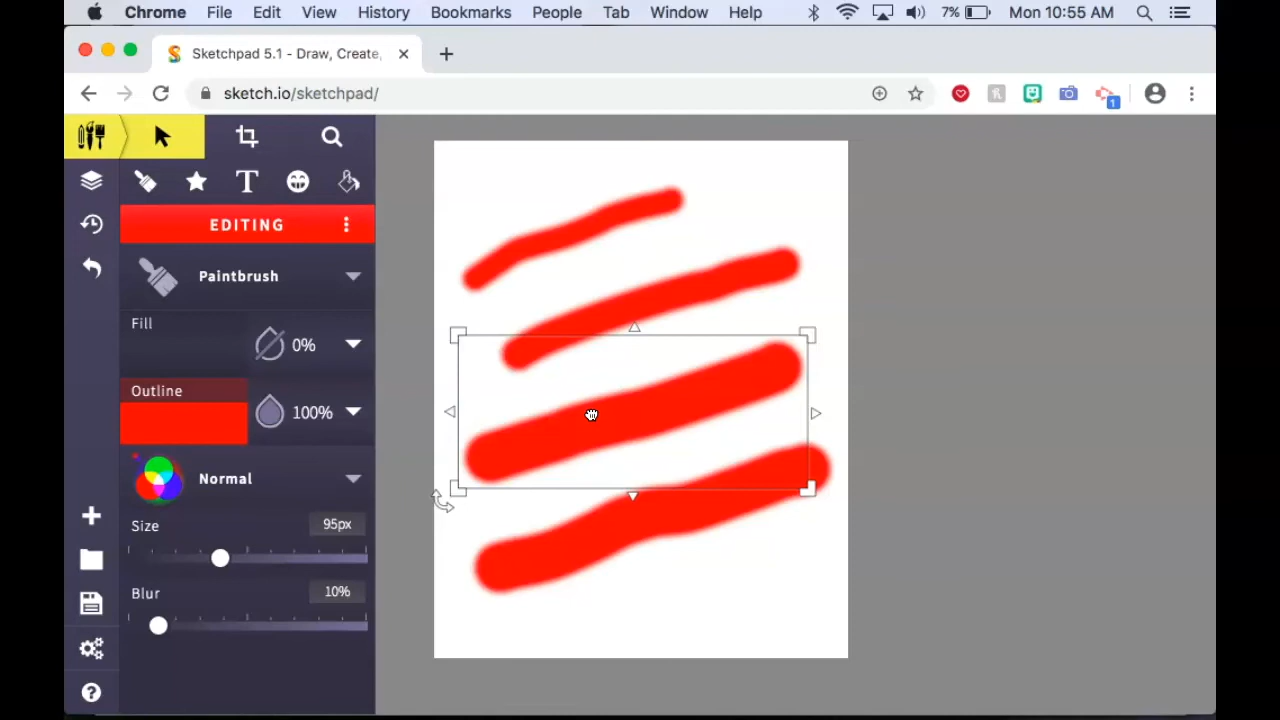 Chrome File Edit View History Bookmarks People Tab Window Help 7% Mon 10:55 AM
Sketchpad 5.1 - Draw, Create,
sketch.io/sketchpad/
1
T
EDITING
Paintbrush
Fill
0%
Outline
100%
Normal
Size 95px
Blur 10%